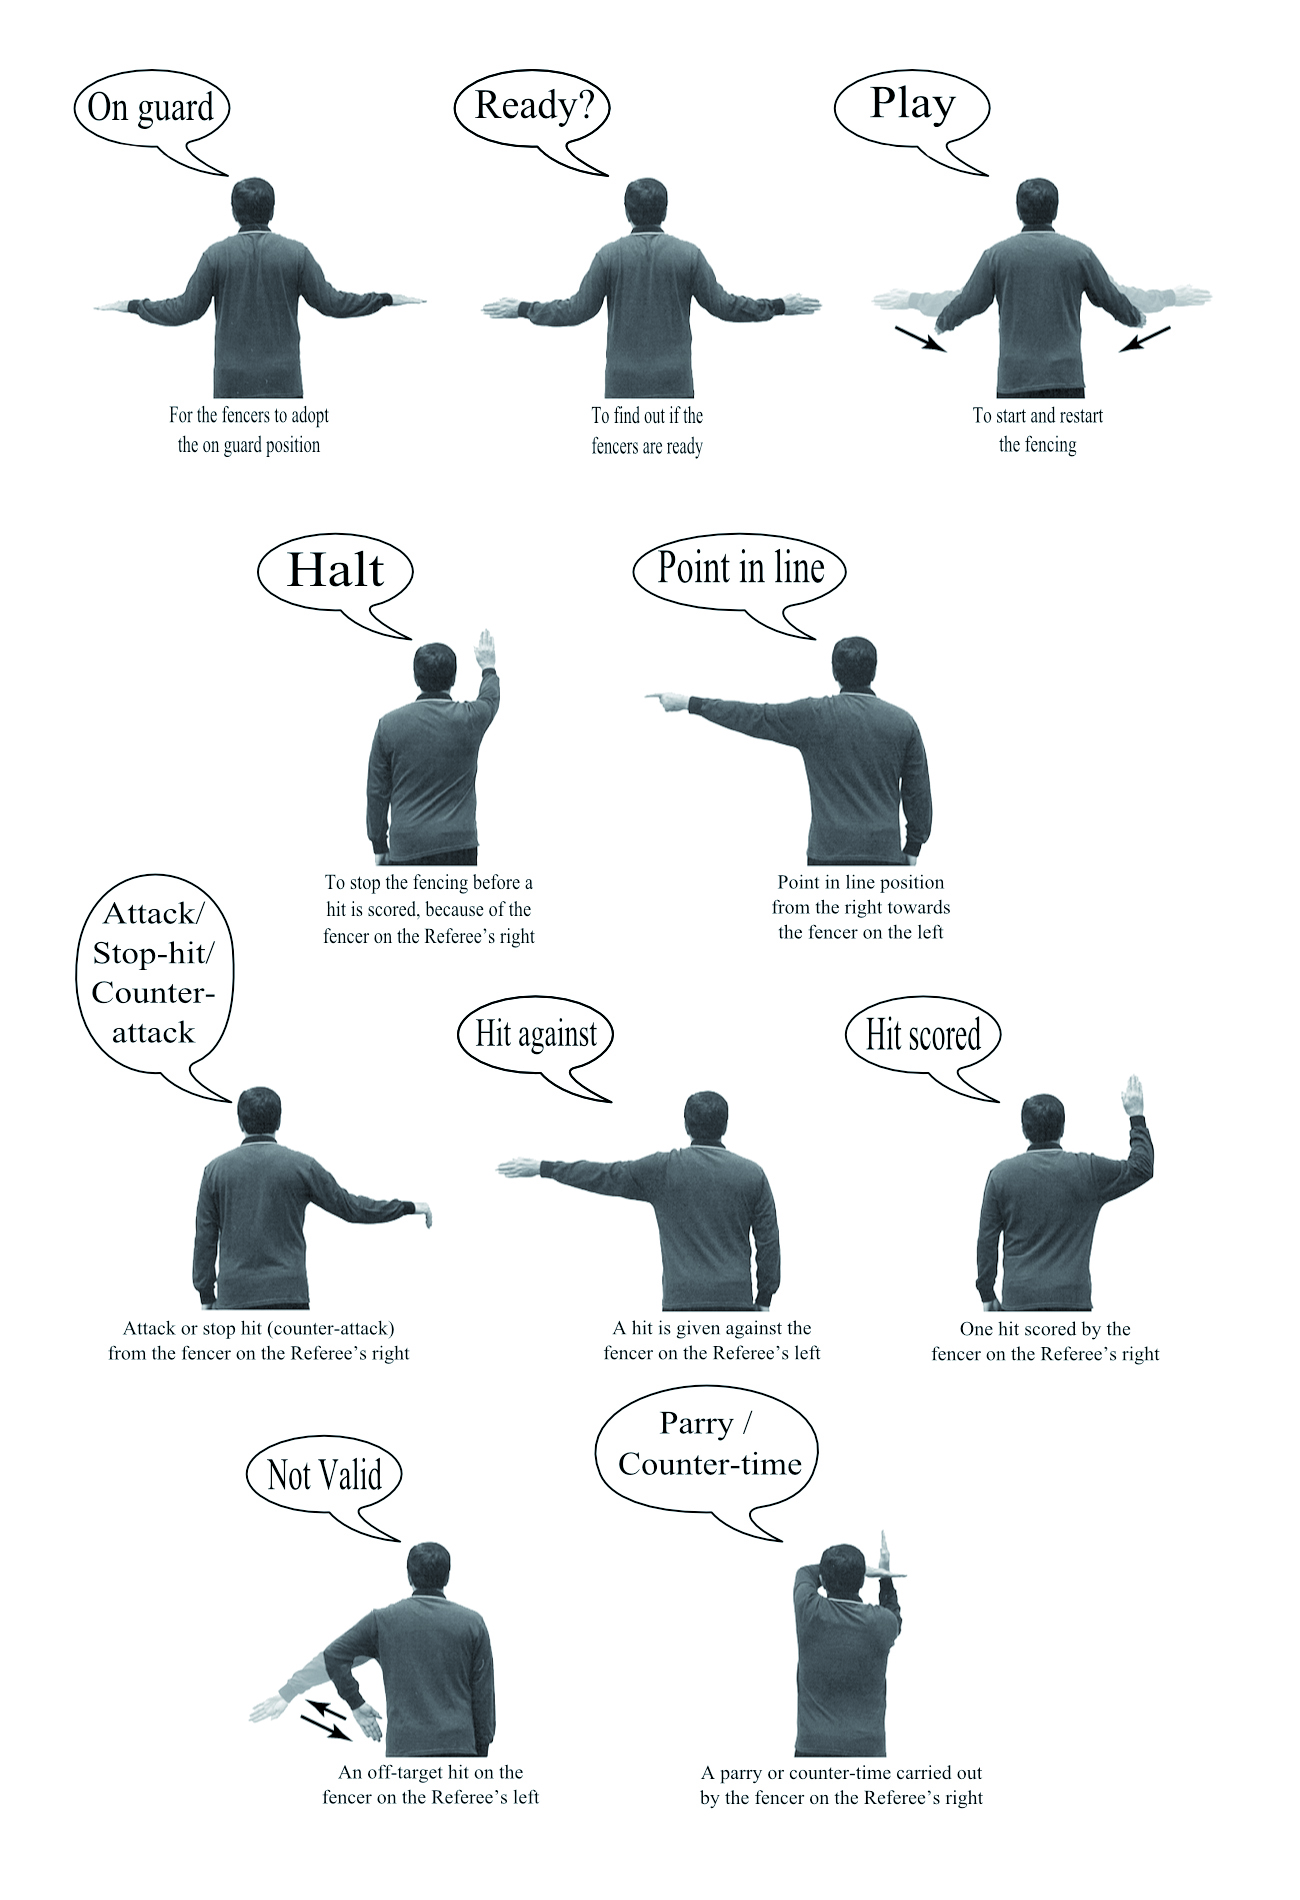 On guard
Ready?
Play
For the fencers to adopt
the on guard position
To find out if the
fencers are ready
To start and restart
the fencing
Halt
Point in line
To stop the fencing before a
hit is scored, because of the
fencer on the Referee's right
Point in line position
from the right towards
the fencer on the left
Attack/
Stop-hit/
Counter-
attack
Hit against
Hit scored
Attack or stop hit (counter-attack)
from the fencer on the Referee's right
A hit is given against the
fencer on the Referee's left
One hit scored by the
fencer on the Referee's right
Not Valid
Parry /
Counter-time
An off-target hit on the
fencer on the Referee's left
A parry or counter-time carried out
by the fencer on the Referee's right